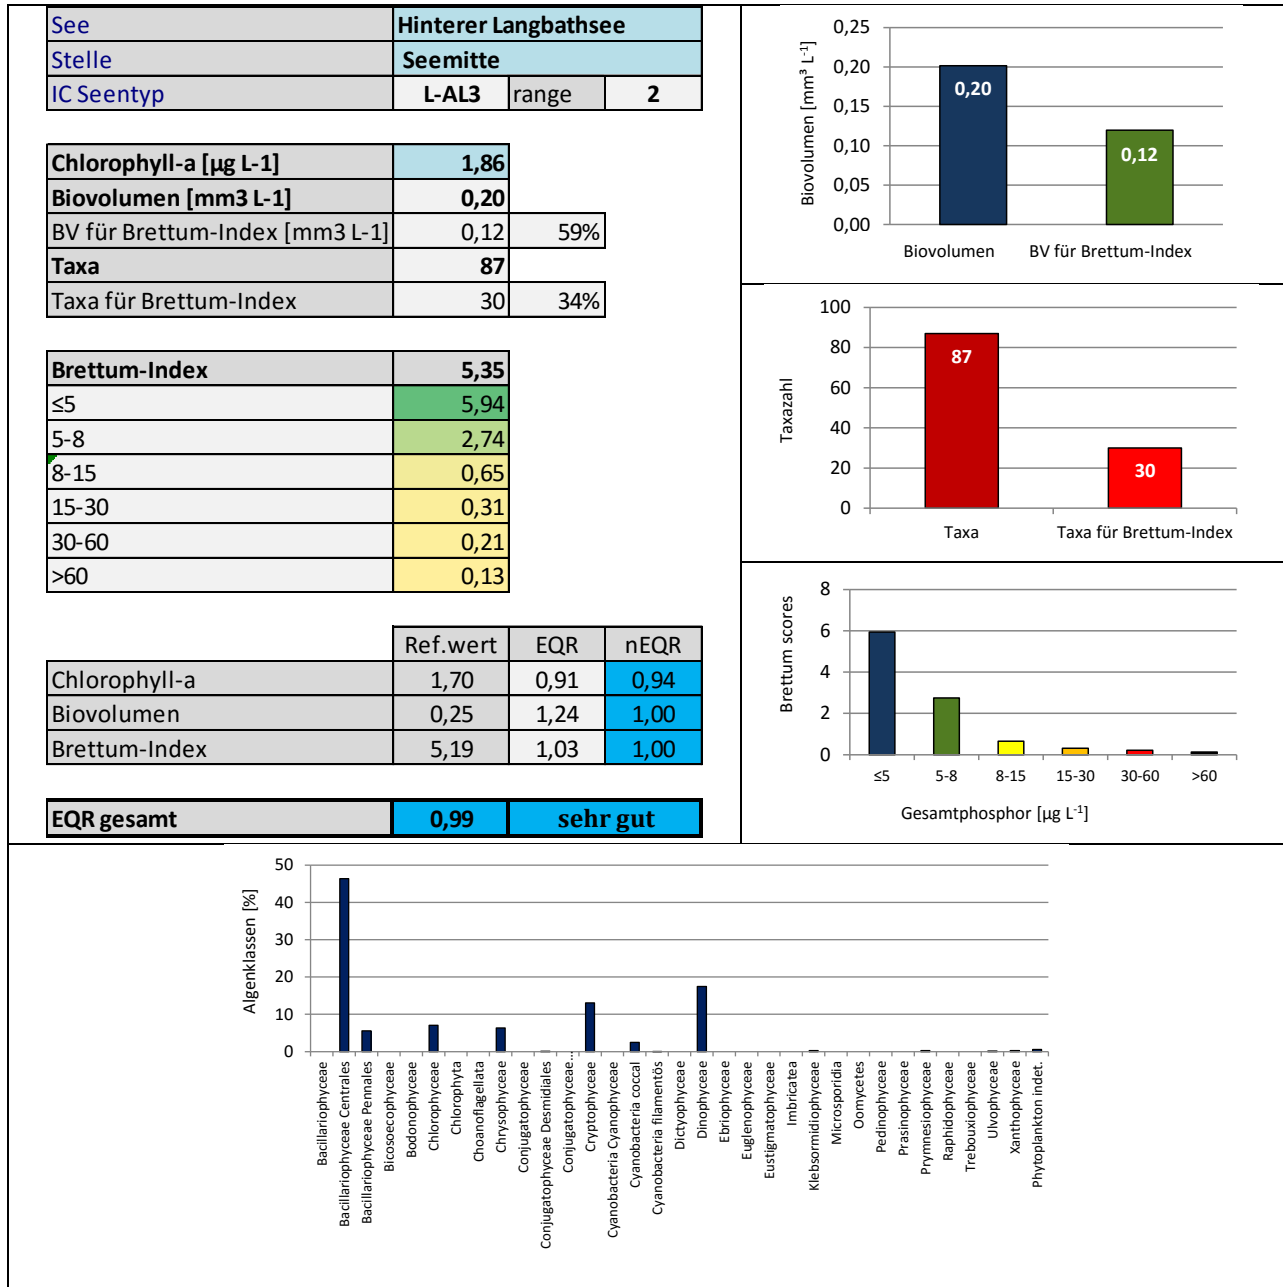 See Hinterer Langbathsee
Stelle Seemitte
IC Seentyp L-AL3 range 2
Chlorophyll-a [µg L-1] 1,86
Biovolumen [mm3 L-1] 0,20
BV für Brettum-Index [mm3 L-1] 0,12 59%
Taxa 87
Taxa für Brettum-Index 30 34%
Brettum-Index 5,35
≤5 5,94
5-8 2,74
8-15 0,65
15-30 0,31
30-60 0,21
>60 0,13
Ref.wert EQR nEQR
Chlorophyll-a 1,70 0,91 0,94
Biovolumen 0,25 1,24 1,00
Brettum-Index 5,19 1,03 1,00
EQR gesamt 0,99 sehr gut
Biovolumen [mm³ L⁻¹]
0,25
0,20
0,15
0,10
0,05
0,00
0,20
0,12
Biovolumen BV für Brettum-Index
Taxazahl
100
80
60
40
20
0
87
30
Taxa Taxa für Brettum-Index
Brettum scores
8
6
4
2
0
≤5 5-8 8-15 15-30 30-60 >60
Gesamtphosphor [µg L⁻¹]
Algenklassen [%]
50
40
30
20
10
0
Bacillariophyceae
Bacillariophyceae Centrales
Bacillariophyceae Pennales
Bicosoecophyceae
Bodonophyceae
Chlorophyceae
Chlorophyta
Choanoflagellata
Chrysophyceae
Conjugatophyceae
Conjugatophyceae Desmidiales
Conjugatophyceae...
Cryptophyceae
Cyanobacteria Cyanophyceae
Cyanobacteria coccal
Cyanobacteria filamentös
Dictyophyceae
Dinophyceae
Ebriophyceae
Euglenophyceae
Eustigmatophyceae
Imbricatea
Klebsormidiophyceae
Microsporidia
Oomycetes
Pedinophyceae
Prasinophyceae
Prymnesiophyceae
Raphidophyceae
Trebouxiophyceae
Ulvophyceae
Xanthophyceae
Phytoplankton indet.